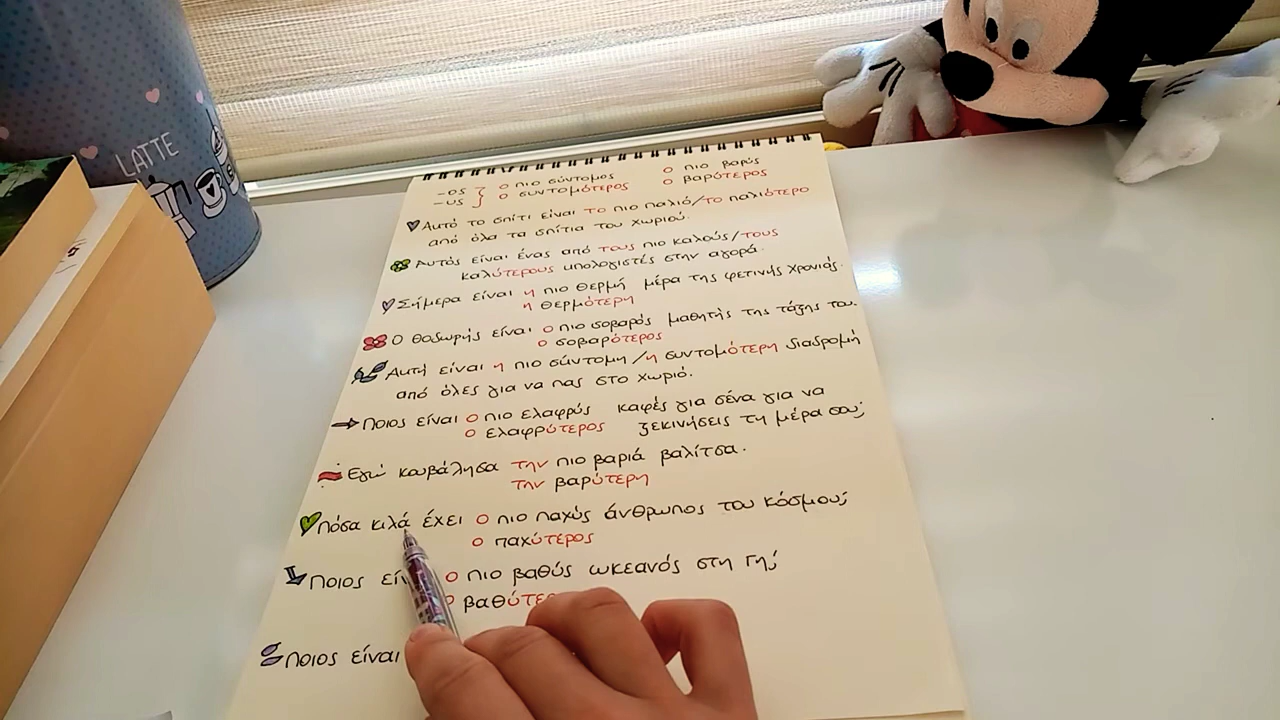 LATTE
-ος } ο πιο σύντομος ο πιο βαρύς
-υς ο συντομότερος ο βαρύτερος
Αυτό το σπίτι είναι το πιο παλιό/το παλιότερο
από όλα τα σπίτια του χωριού.
Αυτός είναι ένας από τους πιο καλούς/τους
καλύτερους υπολογιστές στην αγορά.
Σήμερα είναι η πιο θερμή μέρα της φετινής χρονιάς.
η θερμότερη
Ο Θοδωρής είναι ο πιο σοβαρός μαθητής της τάξης του.
ο σοβαρότερος
Αυτή είναι η πιο σύντομη /η συντομότερη διαδρομή
από όλες για να πας στο χωριό.
Ποιος είναι ο πιο ελαφρύς καφές για σένα για να
ο ελαφρύτερος ξεκινήσεις τη μέρα σου;
Εγώ κουβάλησα την πιο βαριά βαλίτσα.
την βαρύτερη
Πόσα κιλά έχει ο πιο παχύς άνθρωπος του κόσμου;
ο παχύτερος
Ποιος ο πιο βαθύς ωκεανός στη Γη;
Ποιος είναι